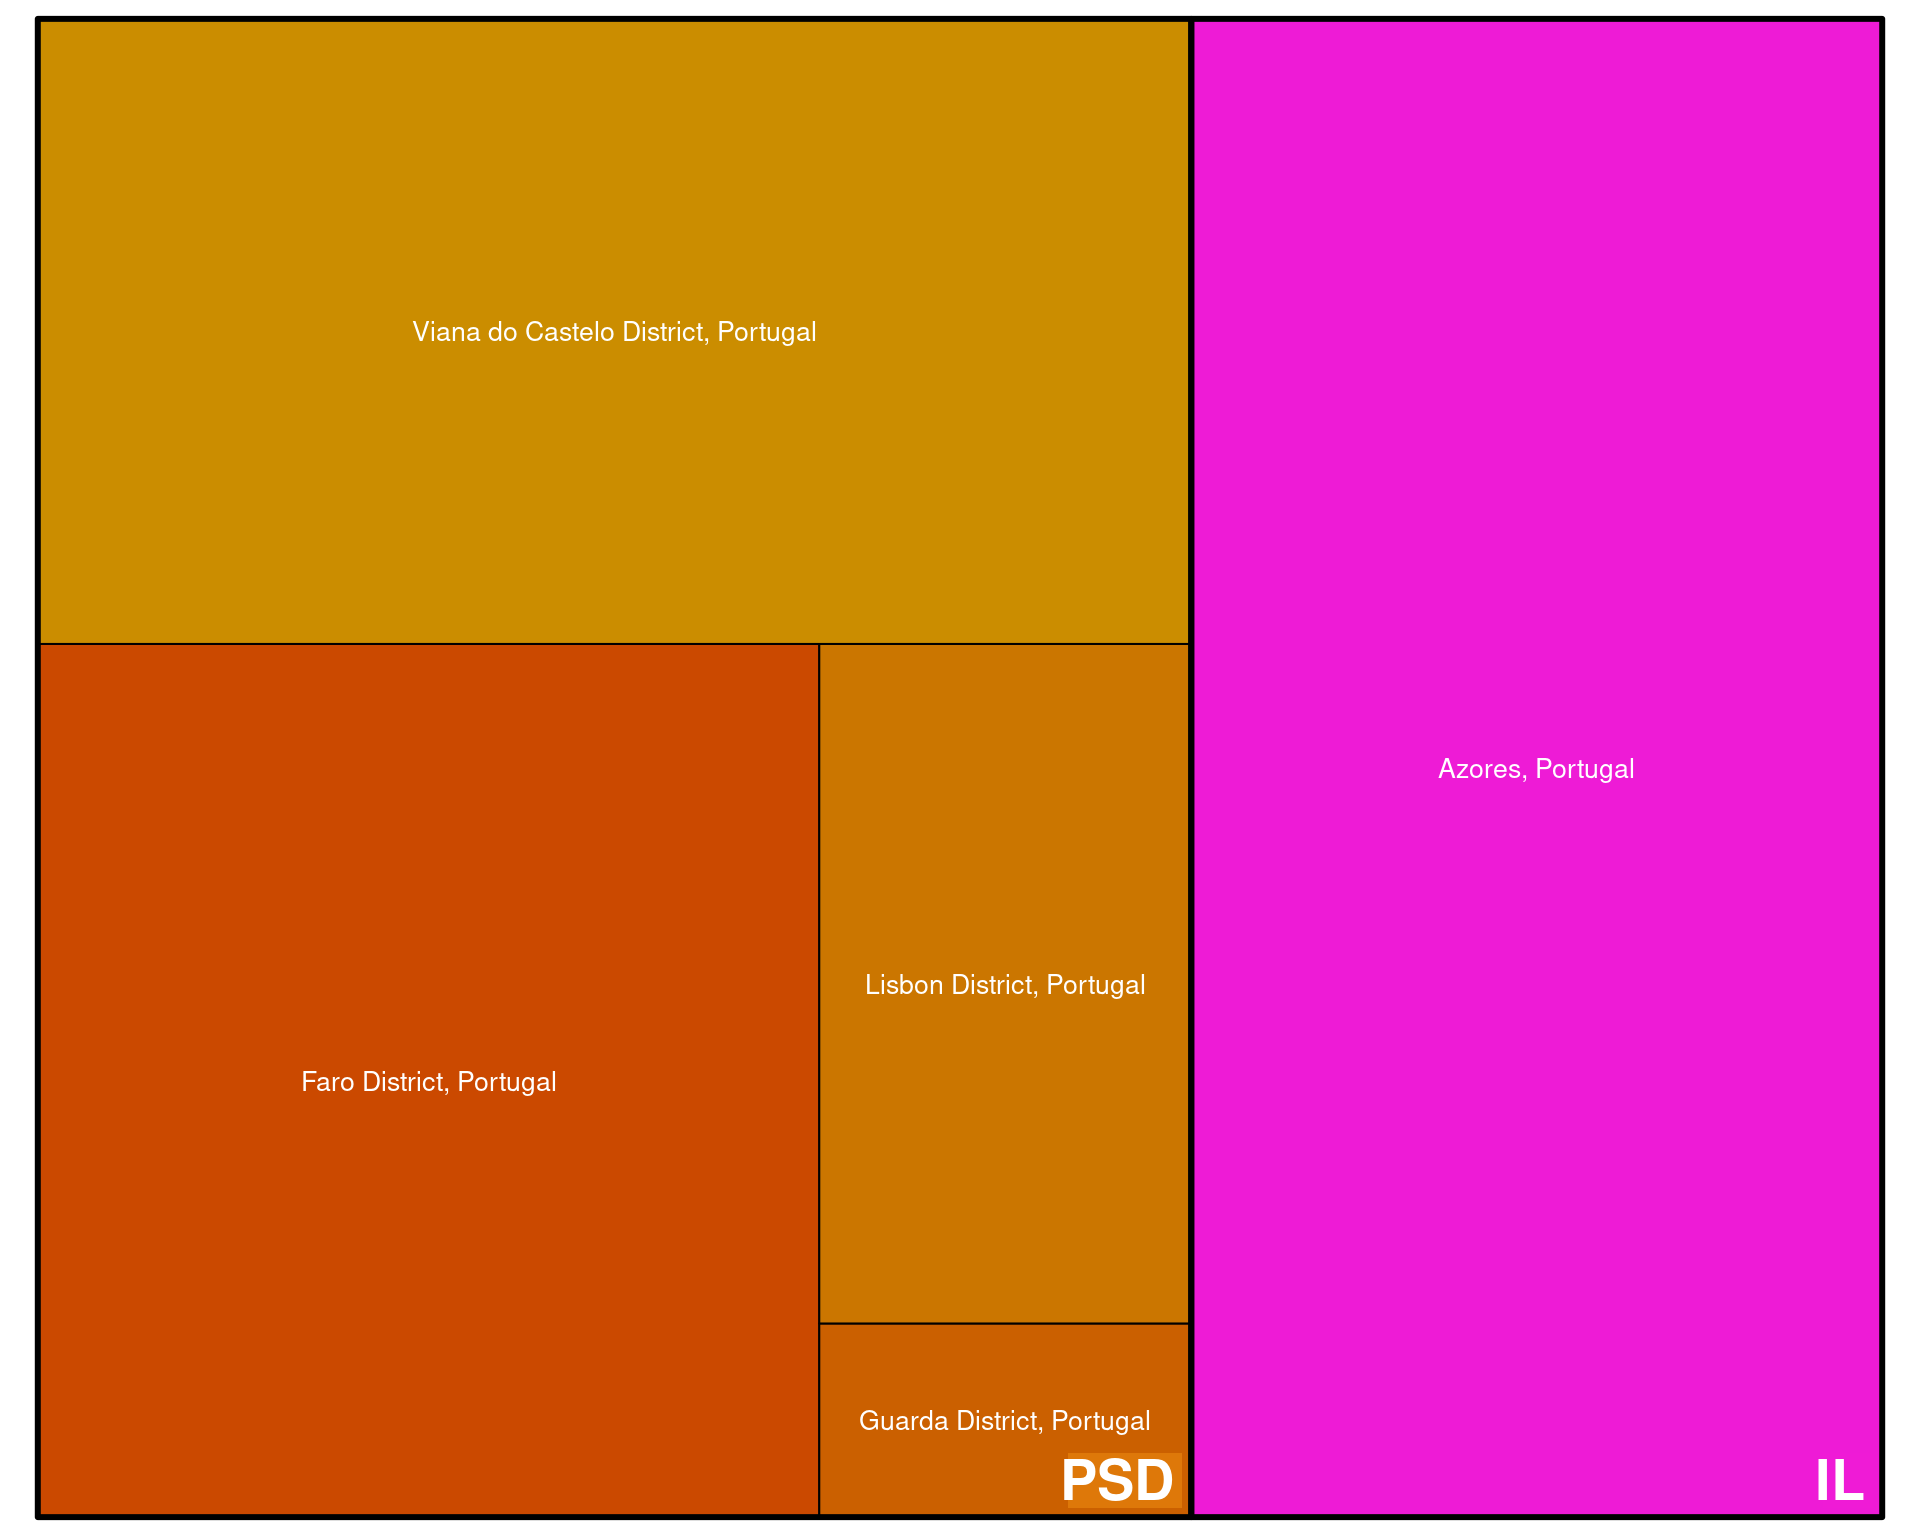 Viana do Castelo District, Portugal
Azores, Portugal
Lisbon District, Portugal
Faro District, Portugal
Guarda District, Portugal
PSD
IL